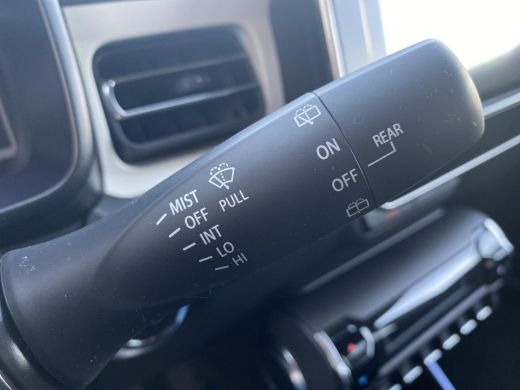 MIST
OFF PULL
INT
LO
HI
ON
OFF
REAR